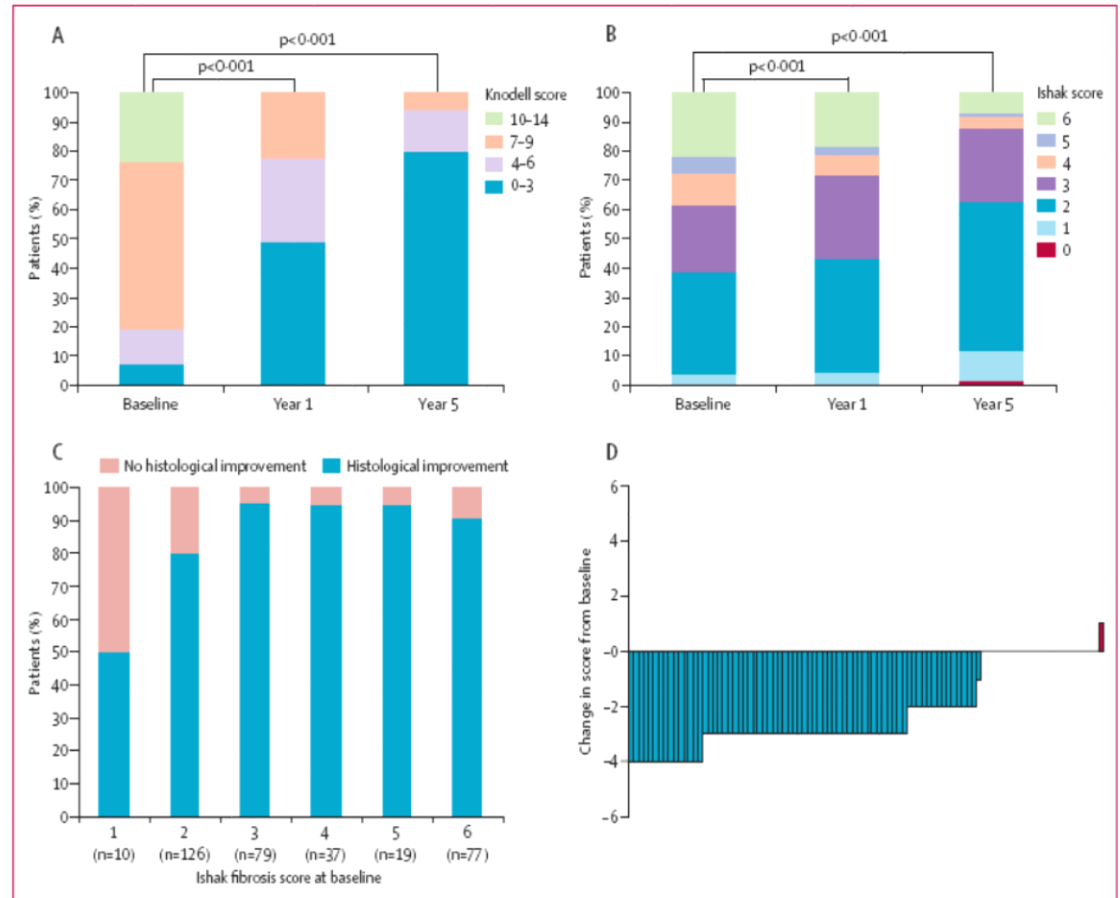 A
p<0·001
p<0·001
Knodell score
10–14
7–9
4–6
0–3
100
90
80
70
60
50
40
30
20
10
0
Patients (%)
Baseline
Year 1
Year 5
B
p<0·001
p<0·001
Ishak score
6
5
4
3
2
1
0
100
90
80
70
60
50
40
30
20
10
0
Patients (%)
Baseline
Year 1
Year 5
C
No histological improvement
Histological improvement
100
90
80
70
60
50
40
30
20
10
0
Patients (%)
1
2
3
4
5
6
(n=10)
(n=126)
(n=79)
(n=37)
(n=19)
(n=77)
Ishak fibrosis score at baseline
D
6
4
2
–0
–2
–4
–6
Change in score from baseline